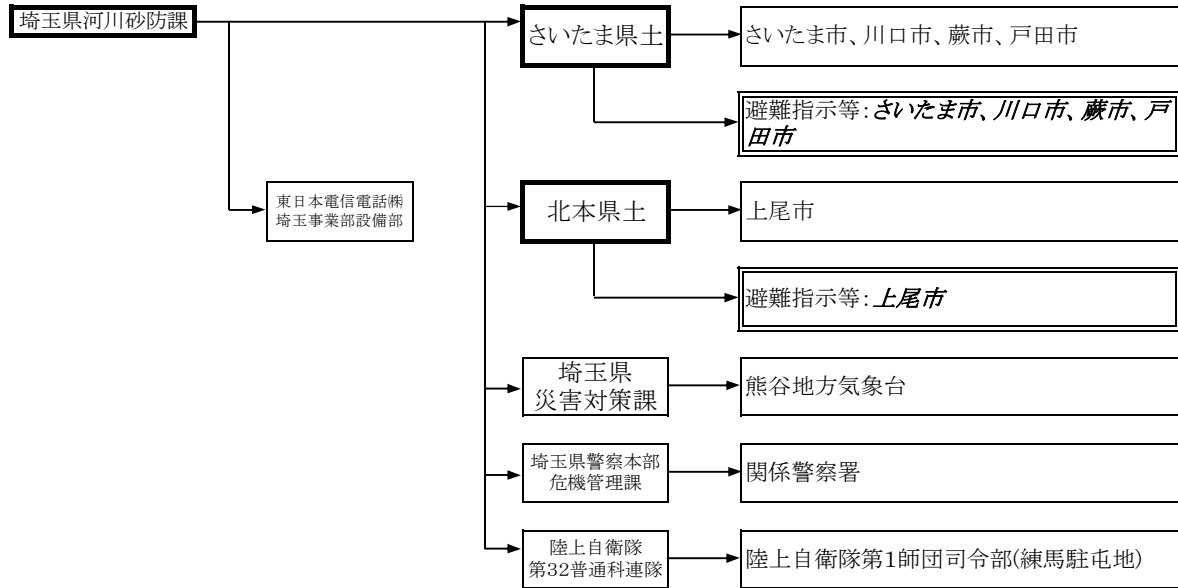 埼玉県河川砂防課
さいたま県土
さいたま市、川口市、蕨市、戸田市
避難指示等：さいたま市、川口市、蕨市、戸
田市
東日本電信電話㈱
埼玉事業部設備部
北本県土
上尾市
避難指示等：上尾市
埼玉県
災害対策課
熊谷地方気象台
埼玉県警察本部
危機管理課
関係警察署
陸上自衛隊
第32普通科連隊
陸上自衛隊第1師団司令部(練馬駐屯地)